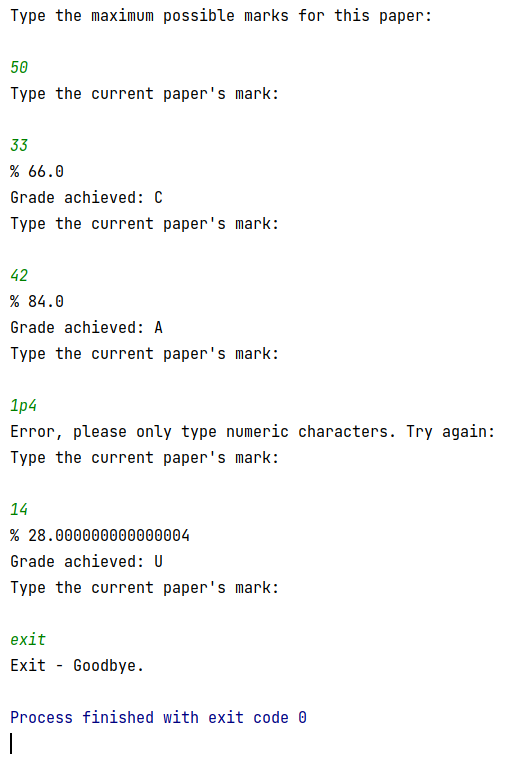 Type the maximum possible marks for this paper:
50
Type the current paper's mark:
33
% 66.0
Grade achieved: C
Type the current paper's mark:
42
% 84.0
Grade achieved: A
Type the current paper's mark:
1p4
Error, please only type numeric characters. Try again:
Type the current paper's mark:
14
% 28.000000000000004
Grade achieved: U
Type the current paper's mark:
exit
Exit - Goodbye.
Process finished with exit code 0